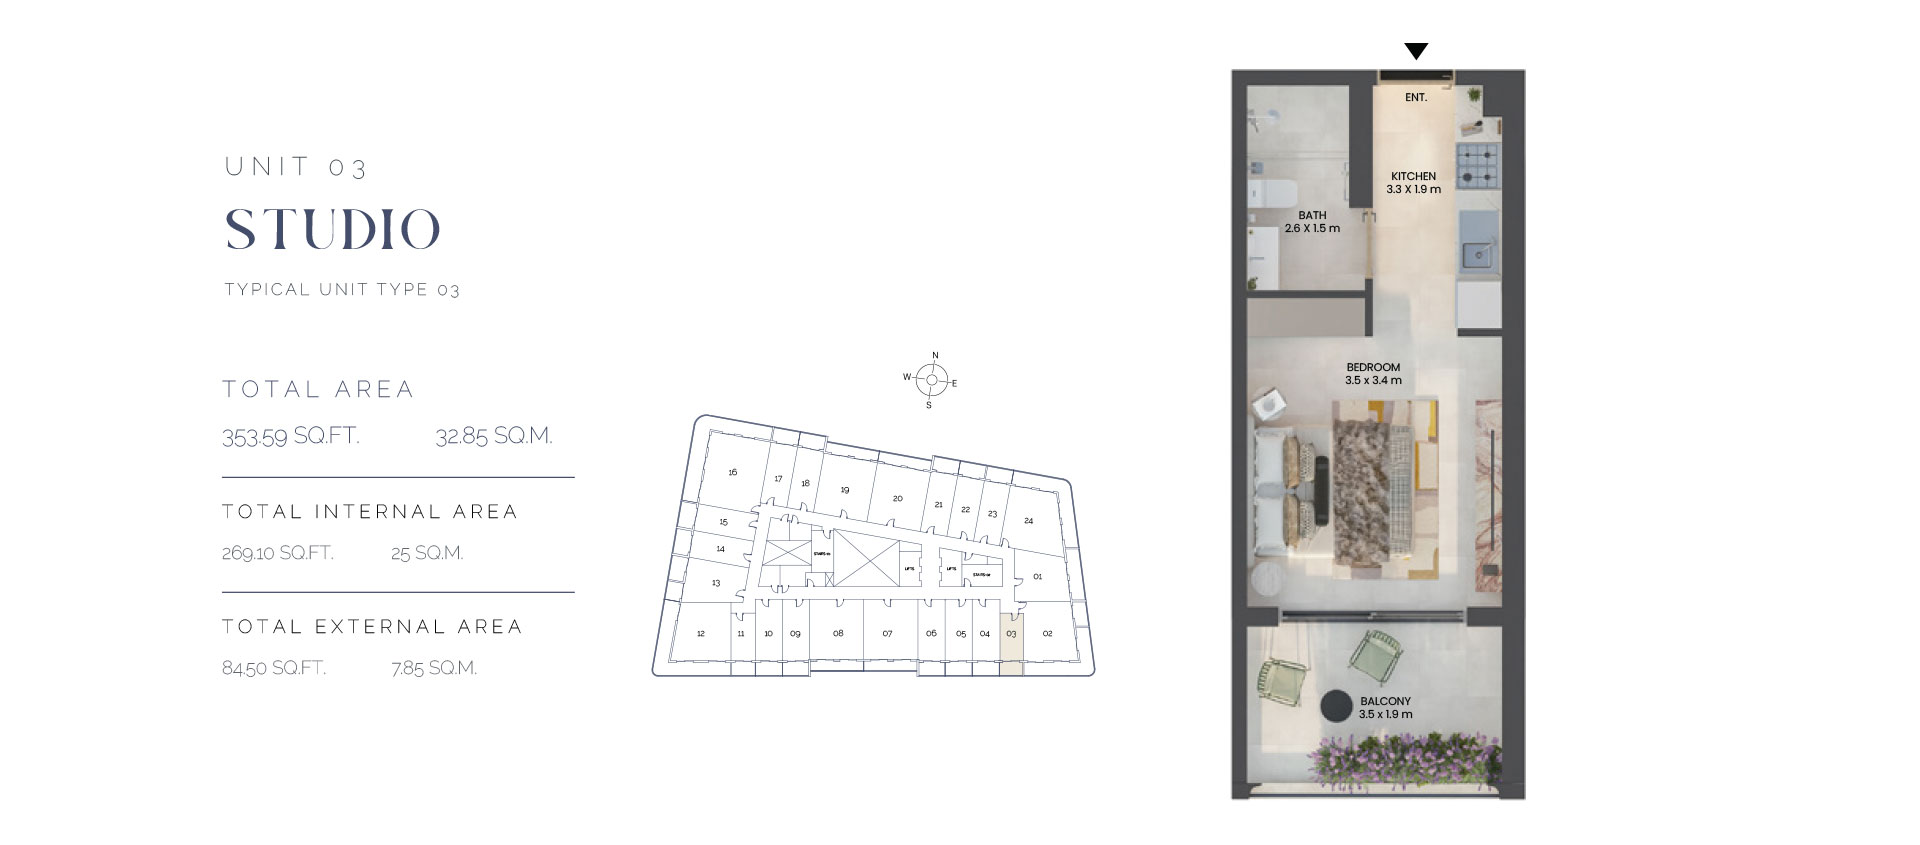 UNIT 03
STUDIO
TYPICAL UNIT TYPE 03
TOTAL AREA
353.59 SQ.FT. 32.85 SQ.M.
TOTAL INTERNAL AREA
269.10 SQ.FT. 25 SQ.M.
TOTAL EXTERNAL AREA
84.50 SQ.FT. 7.85 SQ.M.
N
W E
S
16
17
18
19
20
21
22
23
24
15
14
13
LIFTS
LIFTS
01
12
11
10
09
08
07
06
05
04
03
02
ENT.
KITCHEN
3.3 X 1.9 m
BATH
2.6 X 1.5 m
BEDROOM
3.5 x 3.4 m
BALCONY
3.5 x 1.9 m